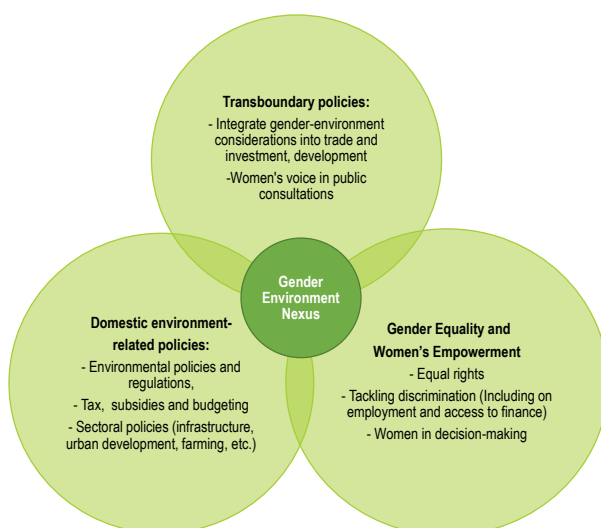 Transboundary policies:
- Integrate gender-environment
considerations into trade and
investment, development
-Women's voice in public
consultations
Gender
Environment
Nexus
Domestic environment-
related policies:
- Environmental policies and
regulations,
- Tax, subsidies and budgeting
- Sectoral policies (infrastructure,
urban development, farming, etc.)
Gender Equality and
Women’s Empowerment
- Equal rights
- Tackling discrimination (Including on
employment and access to finance)
- Women in decision-making